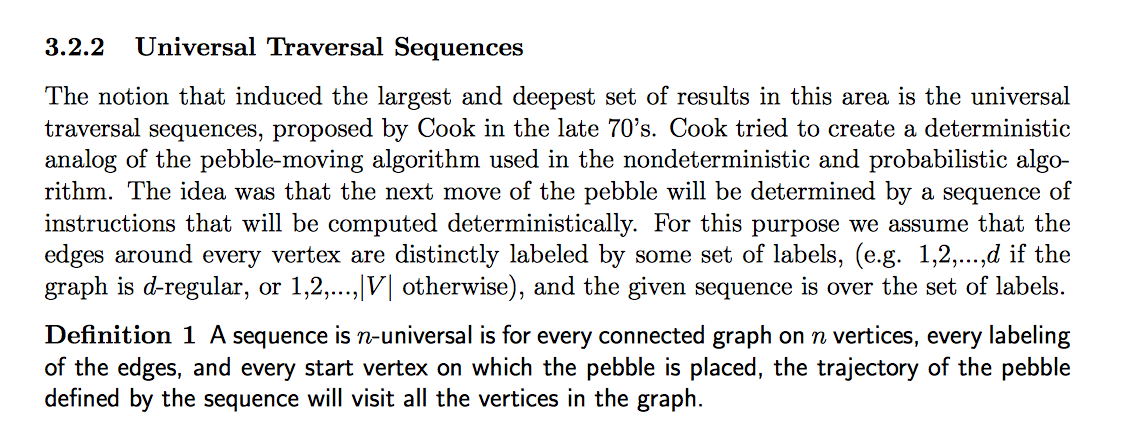 3.2.2 Universal Traversal Sequences
The notion that induced the largest and deepest set of results in this area is the universal
traversal sequences, proposed by Cook in the late 70's. Cook tried to create a deterministic
analog of the pebble-moving algorithm used in the nondeterministic and probabilistic algo-
rithm. The idea was that the next move of the pebble will be determined by a sequence of
instructions that will be computed deterministically. For this purpose we assume that the
edges around every vertex are distinctly labeled by some set of labels, (e.g. 1,2,...,d if the
graph is d-regular, or 1,2,...,|V| otherwise), and the given sequence is over the set of labels.
Definition 1 A sequence is n-universal is for every connected graph on n vertices, every labeling
of the edges, and every start vertex on which the pebble is placed, the trajectory of the pebble
defined by the sequence will visit all the vertices in the graph.